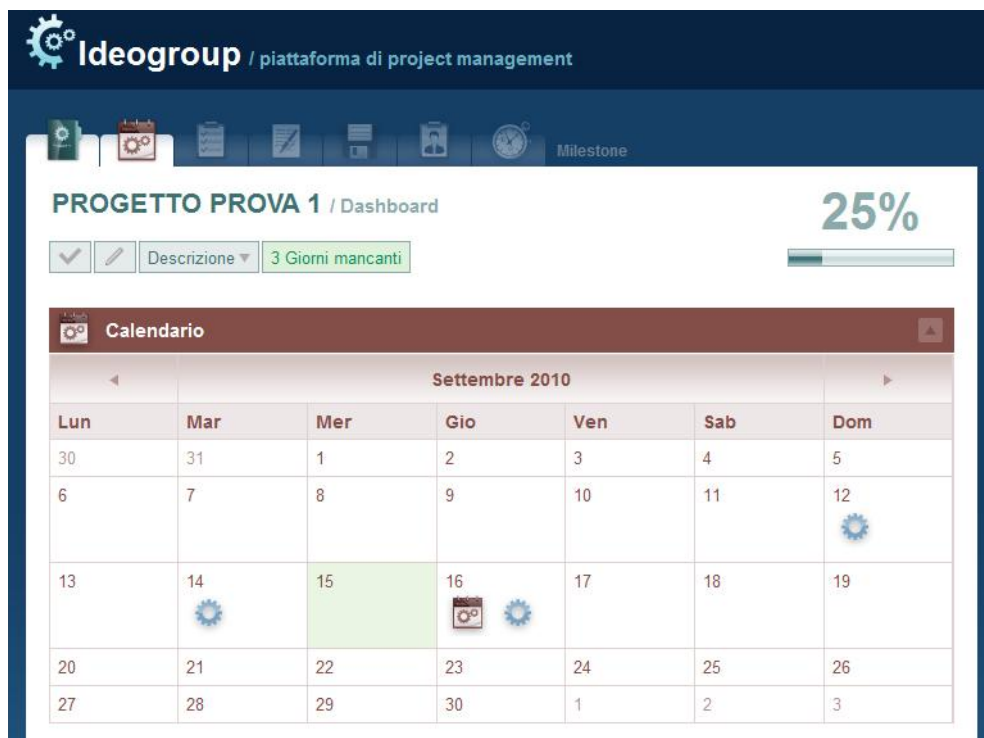 Ideogroup / piattaforma di project management
Milestone
PROGETTO PROVA 1 / Dashboard
25%
Descrizione 3 Giorni mancanti
Calendario
Settembre 2010
Lun Mar Mer Gio Ven Sab Dom
30 31 1 2 3 4 5
6 7 8 9 10 11 12
13 14 15 16 17 18 19
20 21 22 23 24 25 26
27 28 29 30 1 2 3